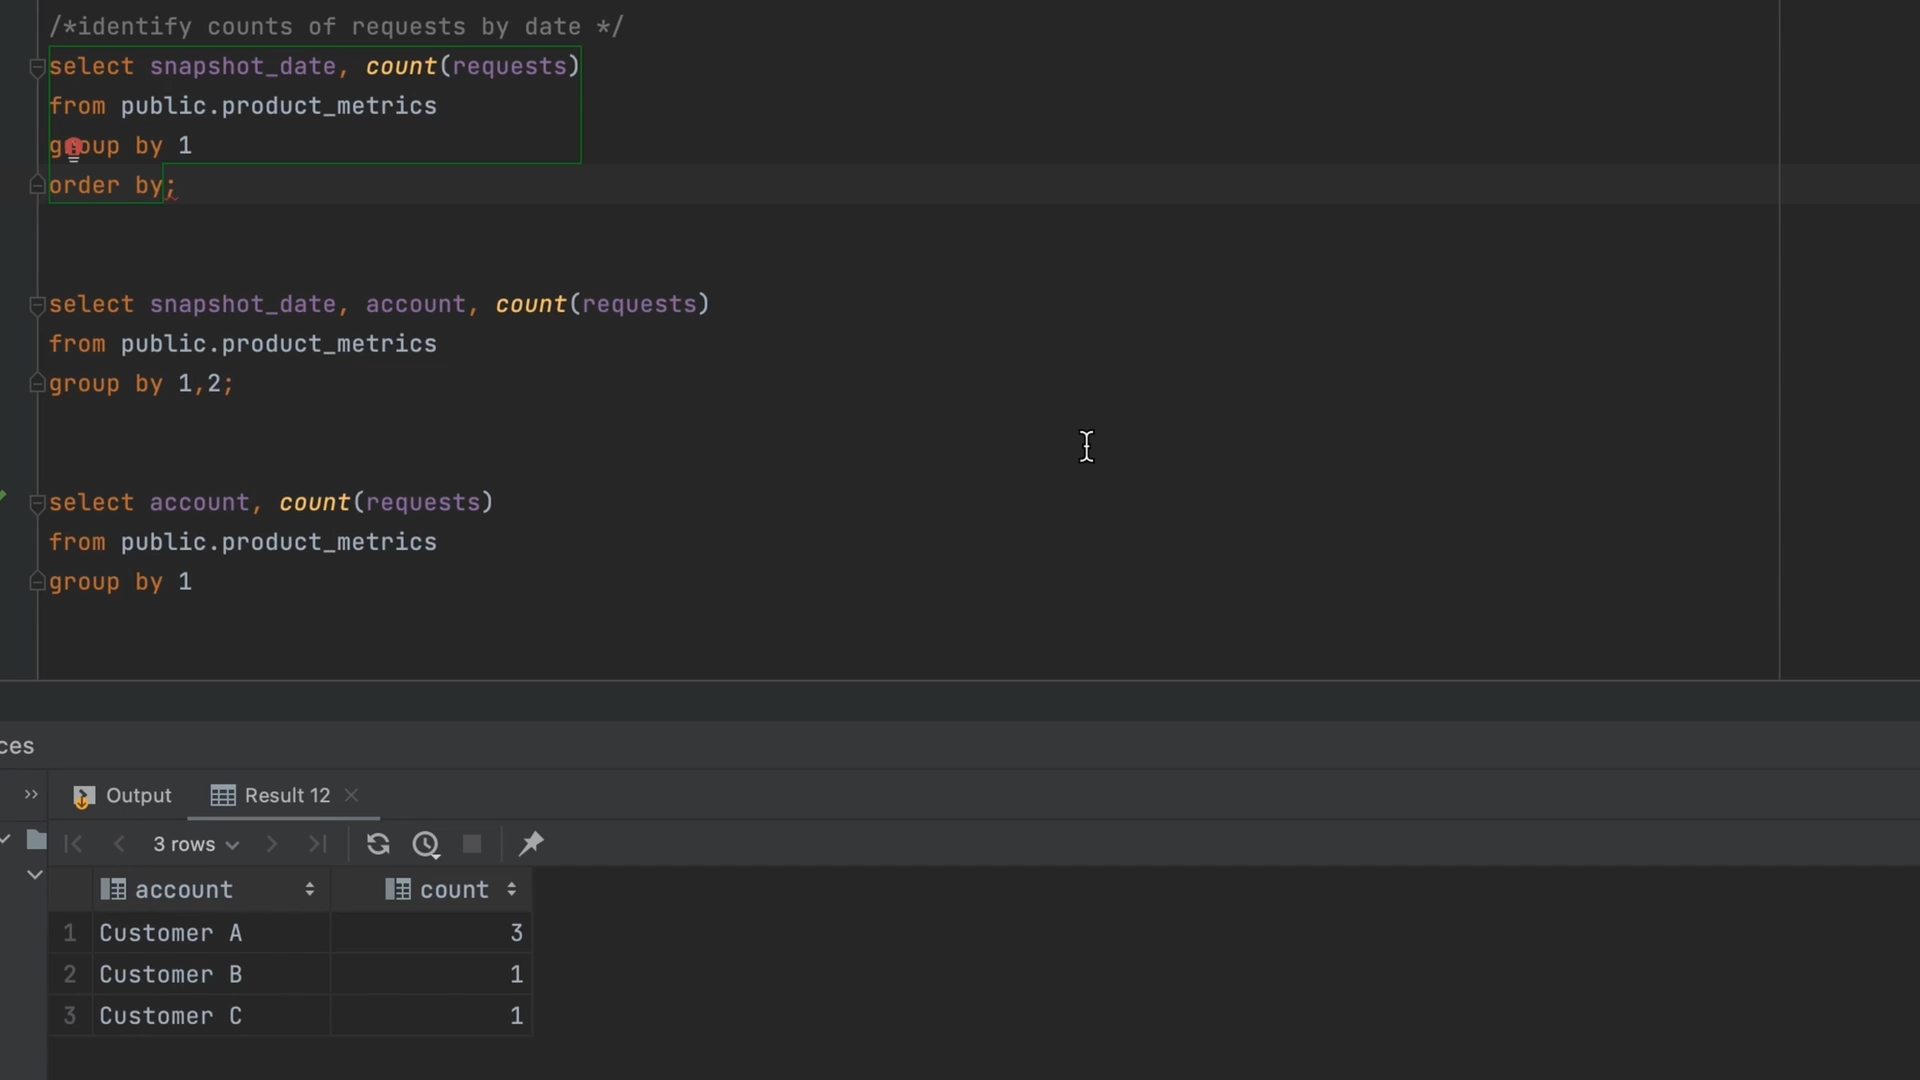 /*identify counts of requests by date */
select snapshot_date, count(requests)
from public.product_metrics
group by 1
order by;
select snapshot_date, account, count(requests)
from public.product_metrics
group by 1,2;
select account, count(requests)
from public.product_metrics
group by 1
ces
Output Result 12
3 rows
account count
1 Customer A 3
2 Customer B 1
3 Customer C 1